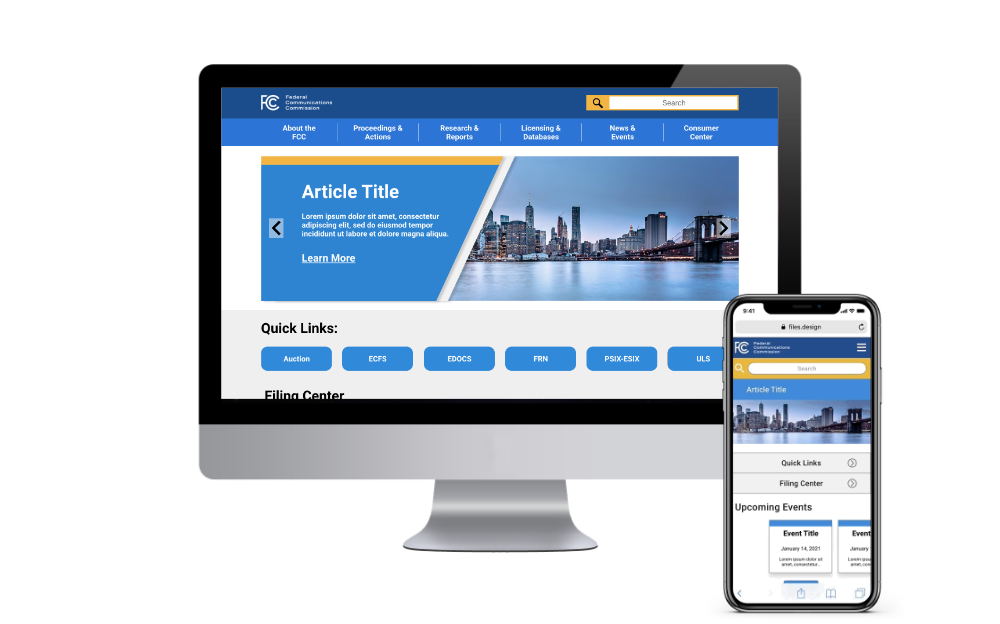 FCC Federal
Communications
Commission
Search
About the
FCC
Proceedings &
Actions
Research &
Reports
Licensing &
Databases
News &
Events
Consumer
Center
Article Title
Lorem ipsum dolor sit amet, consectetur
adipiscing elit, sed do eiusmod tempor
incididunt ut labore et dolore magna aliqua.
Learn More
Quick Links:
Auction
ECFS
EDOCS
FRN
PSIX-ESIX
ULS
Filing Center
9:41
files.design
FCC Federal
Communications
Commission
Search
Article Title
Quick Links
Filing Center
Upcoming Events
Event Title
January 14, 2021
Lorem ipsum dolor sit
amet, consectetur...
Event
January
Lorem ipsu
amet, co